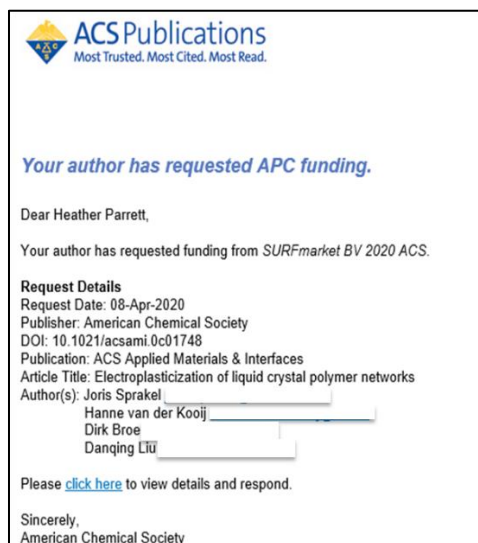 ACS Publications
Most Trusted. Most Cited. Most Read.
Your author has requested APC funding.
Dear Heather Parrett,
Your author has requested funding from SURFmarket BV 2020 ACS.
Request Details
Request Date: 08-Apr-2020
Publisher: American Chemical Society
DOI: 10.1021/acsami.0c01748
Publication: ACS Applied Materials & Interfaces
Article Title: Electroplasticization of liquid crystal polymer networks
Author(s): Joris Sprakel
Hanne van der Kooij
Dirk Broe
Danqing Liu
Please click here to view details and respond.
Sincerely,
American Chemical Society